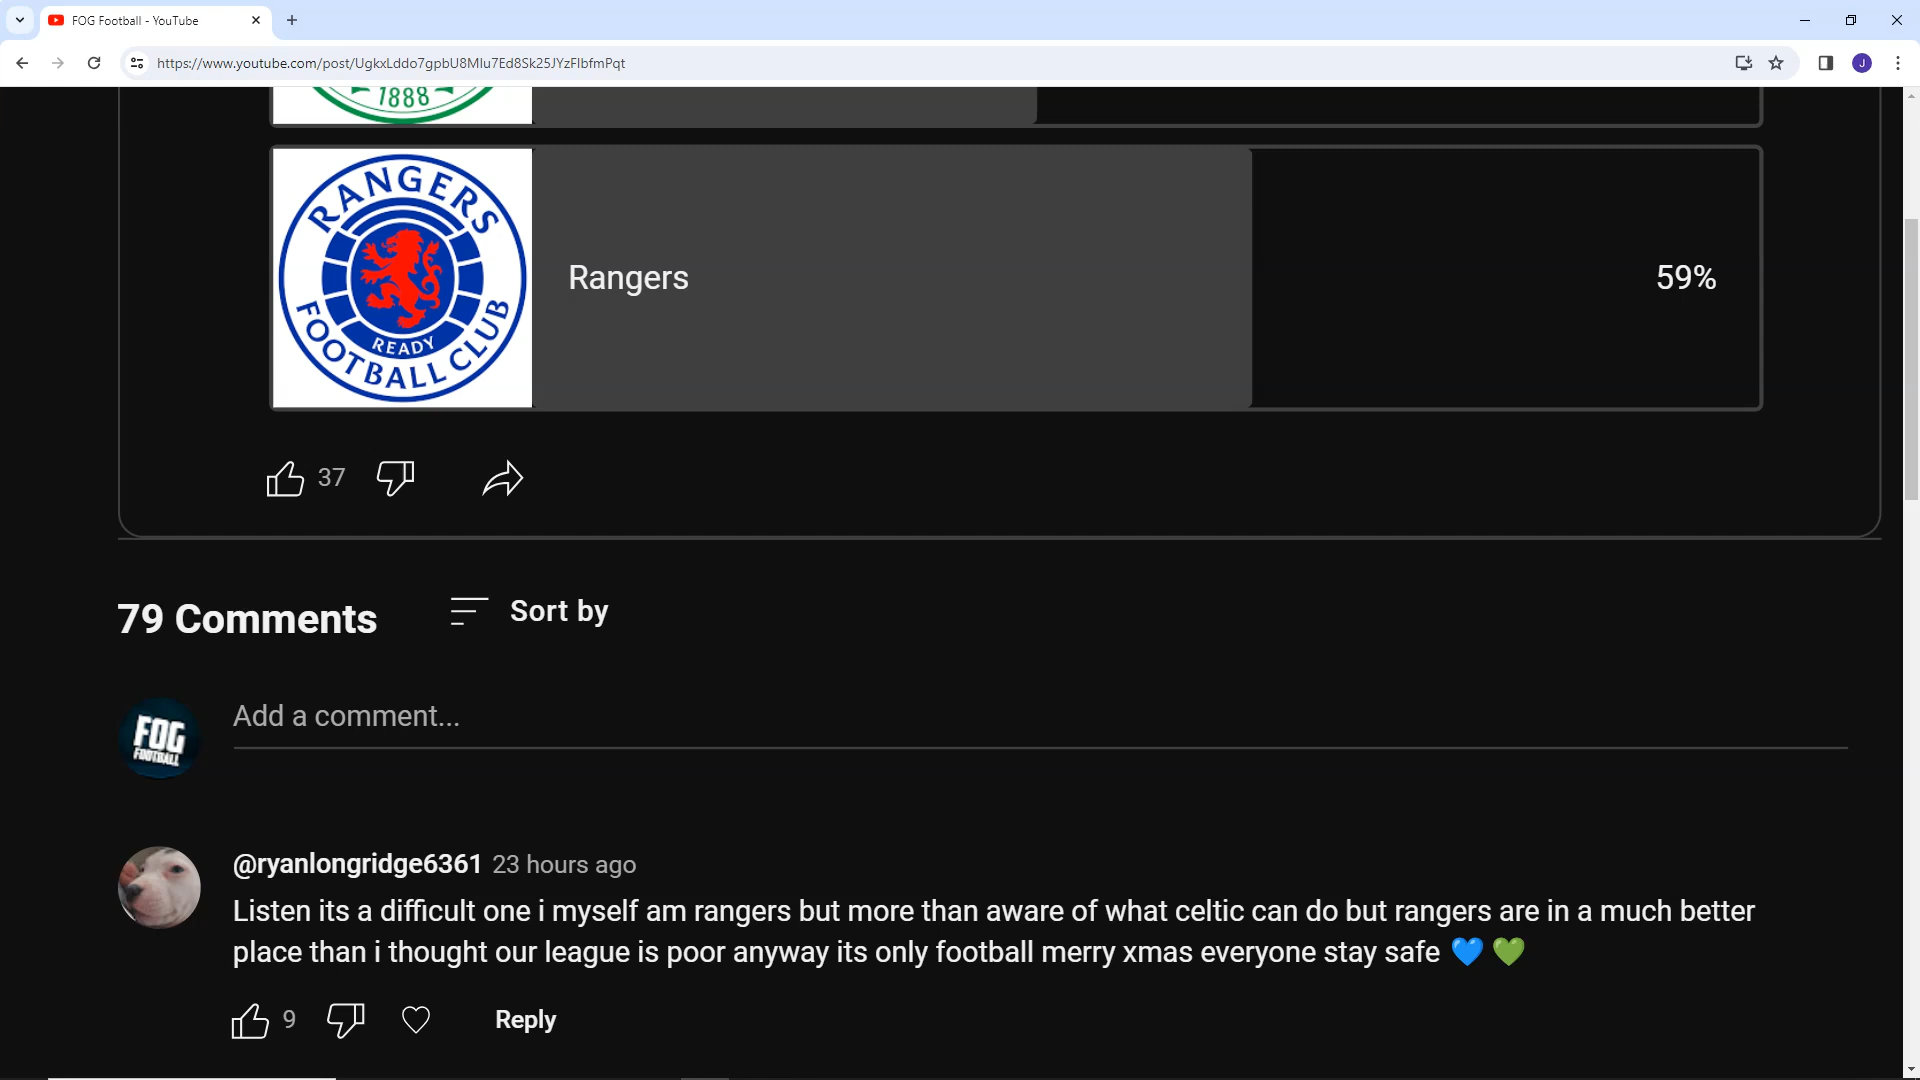 FOG Football - YouTube
https://www.youtube.com/post/UgkxLddo7gpbU8Mlu7Ed8Sk25JYzFlbfmPqt
J
1888
RANGERS
READY
FOOTBALL CLUB
Rangers
59%
37
79 Comments
Sort by
FOG
FOOTBALL
Add a comment...
@ryanlongridge6361 23 hours ago
Listen its a difficult one i myself am rangers but more than aware of what celtic can do but rangers are in a much better
place than i thought our league is poor anyway its only football merry xmas everyone stay safe 💙 💚
9
Reply